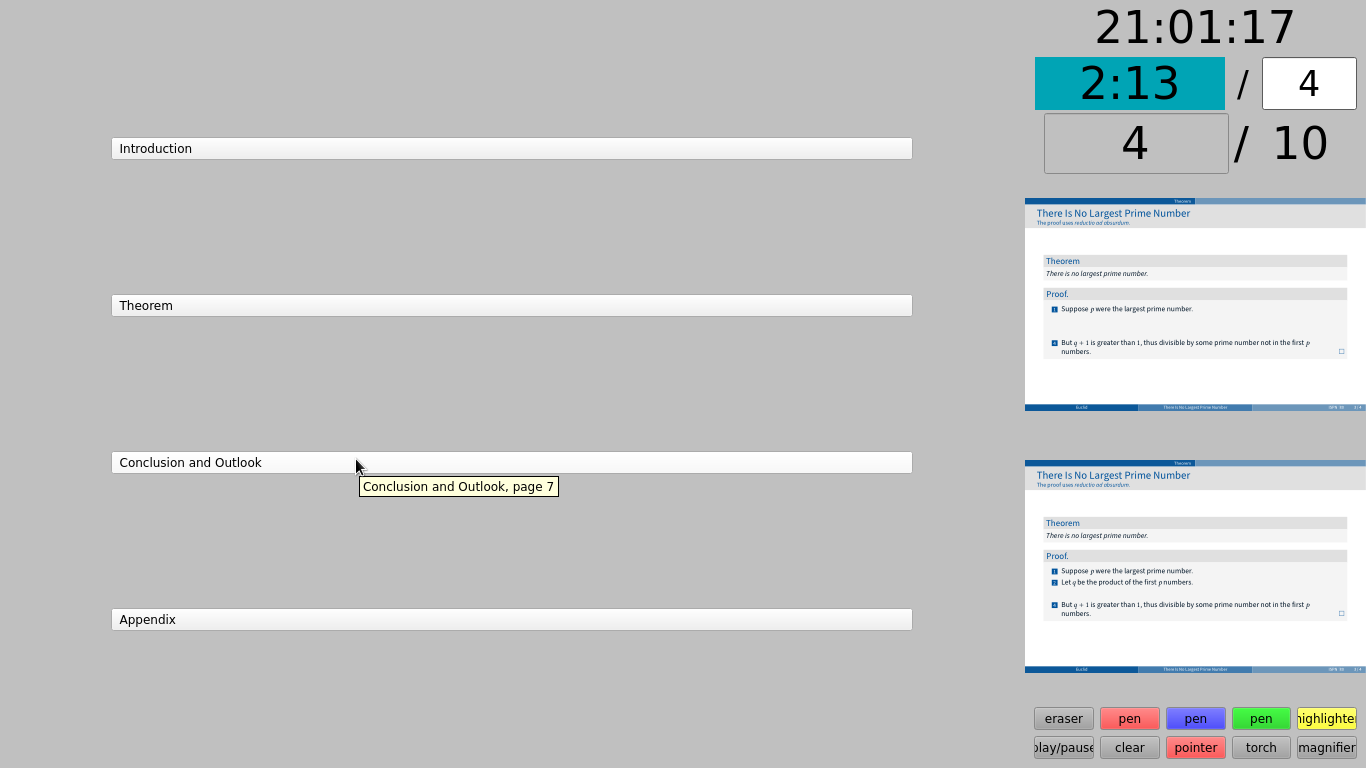 21:01:17
2:13 / 4
4 / 10
Introduction
Theorem
Conclusion and Outlook
Conclusion and Outlook, page 7
Appendix
Theorem
There Is No Largest Prime Number
The proof uses reductio ad absurdum.
Theorem
There is no largest prime number.
Proof.
1 Suppose p were the largest prime number.
4 But q + 1 is greater than 1, thus divisible by some prime number not in the first p
numbers.
Euclid There Is No Largest Prime Number
Theorem
There Is No Largest Prime Number
The proof uses reductio ad absurdum.
Theorem
There is no largest prime number.
Proof.
1 Suppose p were the largest prime number.
2 Let q be the product of the first p numbers.
4 But q + 1 is greater than 1, thus divisible by some prime number not in the first p
numbers.
Euclid There Is No Largest Prime Number
eraser pen pen pen highlighter
play/pause clear pointer torch magnifier